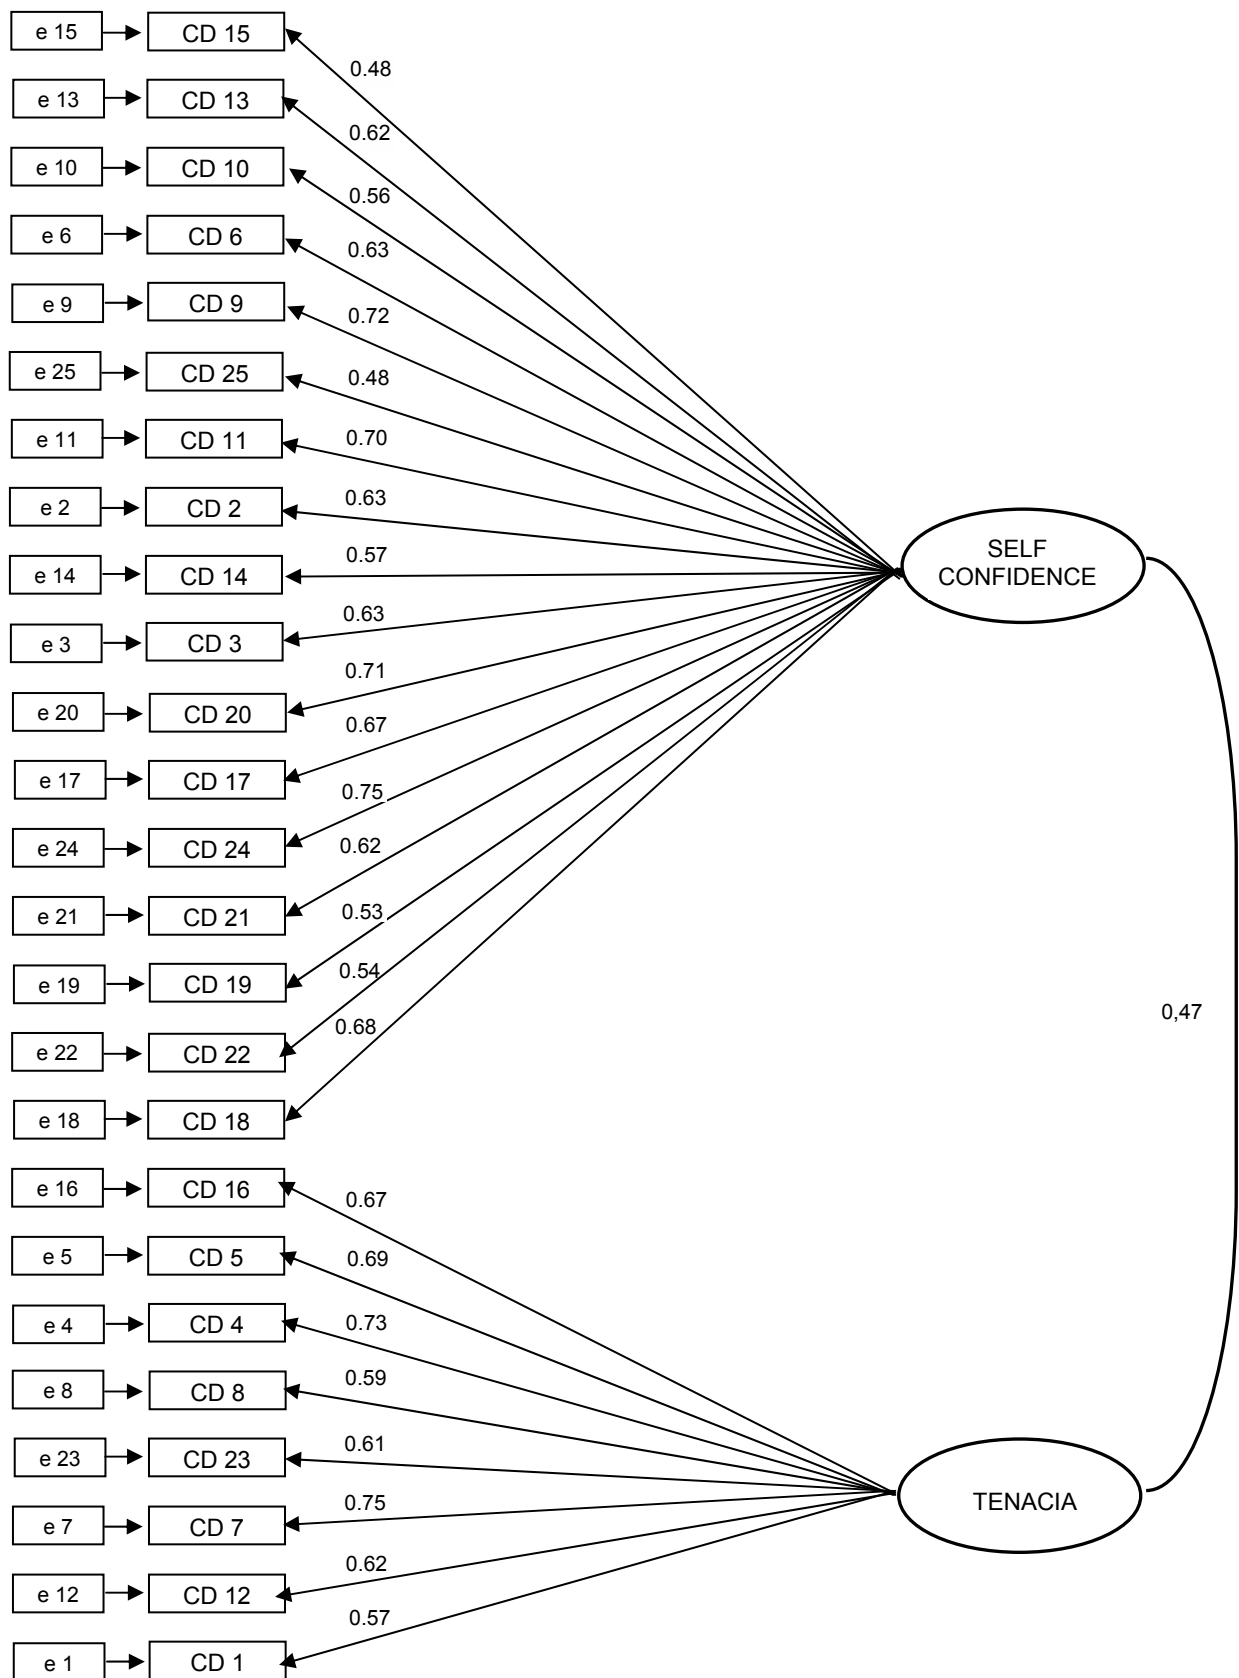 e 15 CD 15
0.48
e 13 CD 13
0.62
e 10 CD 10
0.56
e 6 CD 6
0.63
e 9 CD 9
0.72
e 25 CD 25
0.48
e 11 CD 11
0.70
e 2 CD 2
0.63
e 14 CD 14
0.57
SELF
CONFIDENCE
e 3 CD 3
0.63
e 20 CD 20
0.71
e 17 CD 17
0.67
e 24 CD 24
0.75
e 21 CD 21
0.62
e 19 CD 19
0.53
e 22 CD 22
0.54
0,47
e 18 CD 18
0.68
e 16 CD 16
0.67
e 5 CD 5
0.69
e 4 CD 4
0.73
e 8 CD 8
0.59
e 23 CD 23
0.61
TENACIA
e 7 CD 7
0.75
e 12 CD 12
0.62
e 1 CD 1
0.57